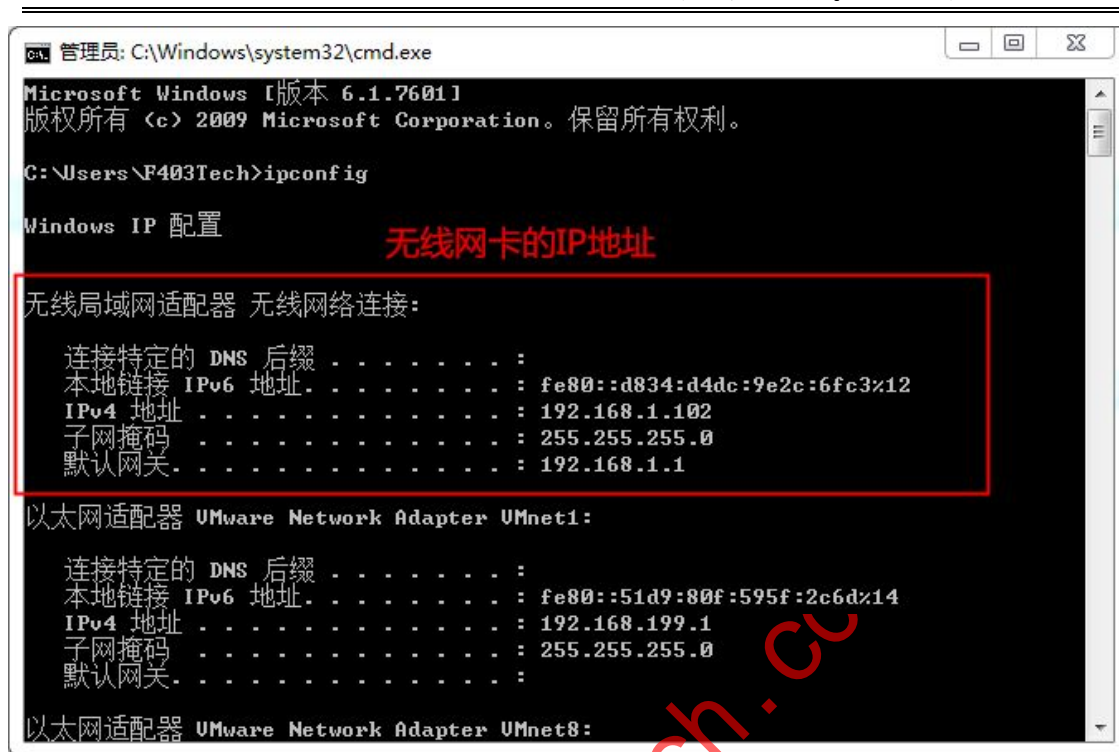 管理员: C:\Windows\system32\cmd.exe
Microsoft Windows [版本 6.1.7601]
版权所有 (c) 2009 Microsoft Corporation。保留所有权利。
C:\Users\F403Tech>ipconfig
Windows IP 配置
无线网卡的IP地址
无线局域网适配器 无线网络连接:
连接特定的 DNS 后缀 . . . . . . . :
本地链接 IPv6 地址. . . . . . . . : fe80::d834:d4dc:9e2c:6fc3%12
IPv4 地址 . . . . . . . . . . . . : 192.168.1.102
子网掩码 . . . . . . . . . . . . : 255.255.255.0
默认网关. . . . . . . . . . . . . : 192.168.1.1
以太网适配器 VMware Network Adapter VMnet1:
连接特定的 DNS 后缀 . . . . . . . :
本地链接 IPv6 地址. . . . . . . . : fe80::51d9:80f:595f:2c6d%14
IPv4 地址 . . . . . . . . . . . . : 192.168.199.1
子网掩码 . . . . . . . . . . . . : 255.255.255.0
默认网关. . . . . . . . . . . . . :
以太网适配器 VMware Network Adapter VMnet8: